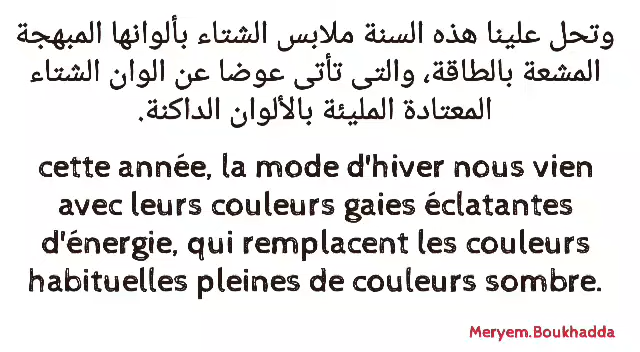 وتحل علينا هذه السنة ملابس الشتاء بألوانها المبهجة
المشعة بالطاقة، والتى تأتى عوضا عن الوان الشتاء
المعتادة المليئة بالألوان الداكنة.
cette année, la mode d'hiver nous vien
avec leurs couleurs gaies éclatantes
d'énergie, qui remplacent les couleurs
habituelles pleines de couleurs sombre.
Meryem.Boukhadda